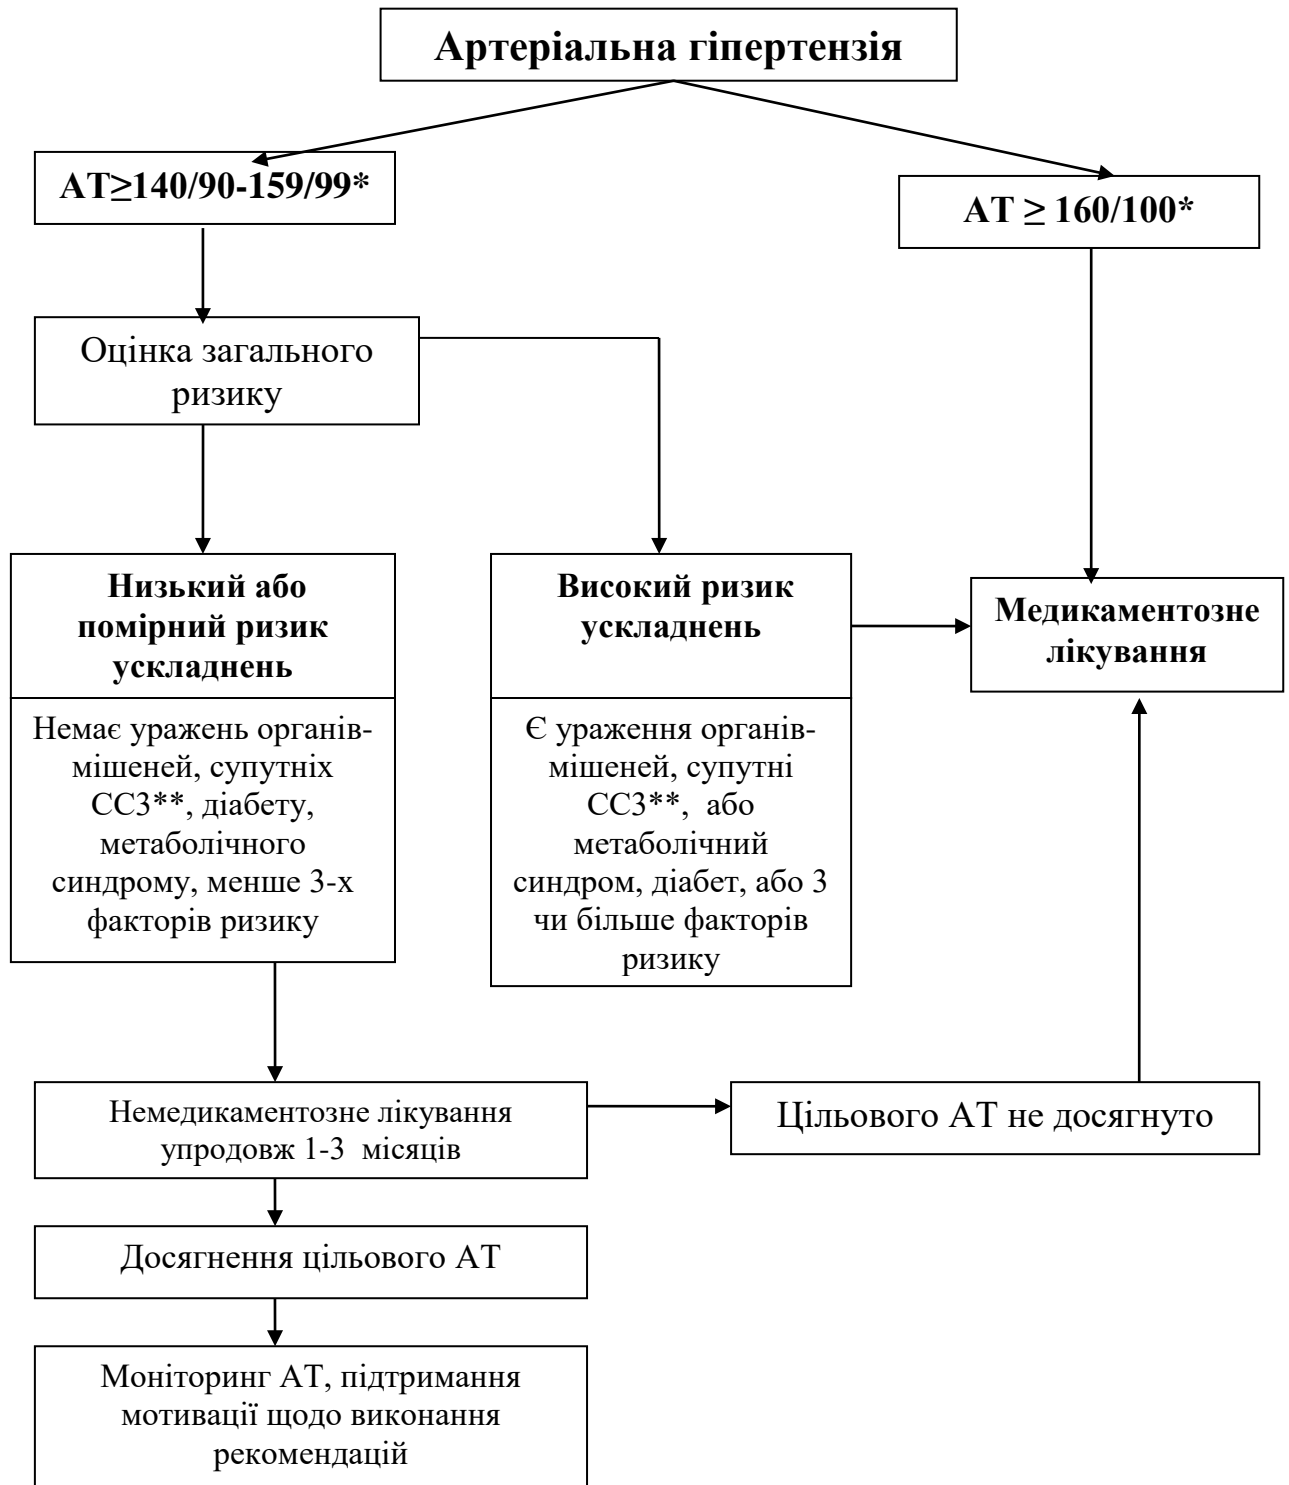 Артеріальна гіпертензія
АТ≥140/90-159/99*
АТ ≥ 160/100*
Оцінка загального
ризику
Низький або
помірний ризик
ускладнень
Немає уражень органів-
мішеней, супутніх
ССЗ**, діабету,
метаболічного
синдрому, менше 3-х
факторів ризику
Високий ризик
ускладнень
Є ураження органів-
мішеней, супутні
ССЗ**, або
метаболічний
синдром, діабет, або 3
чи більше факторів
ризику
Медикаментозне
лікування
Немедикаментозне лікування
упродовж 1-3 місяців
Цільового АТ не досягнуто
Досягнення цільового АТ
Моніторинг АТ, підтримання
мотивації щодо виконання
рекомендацій